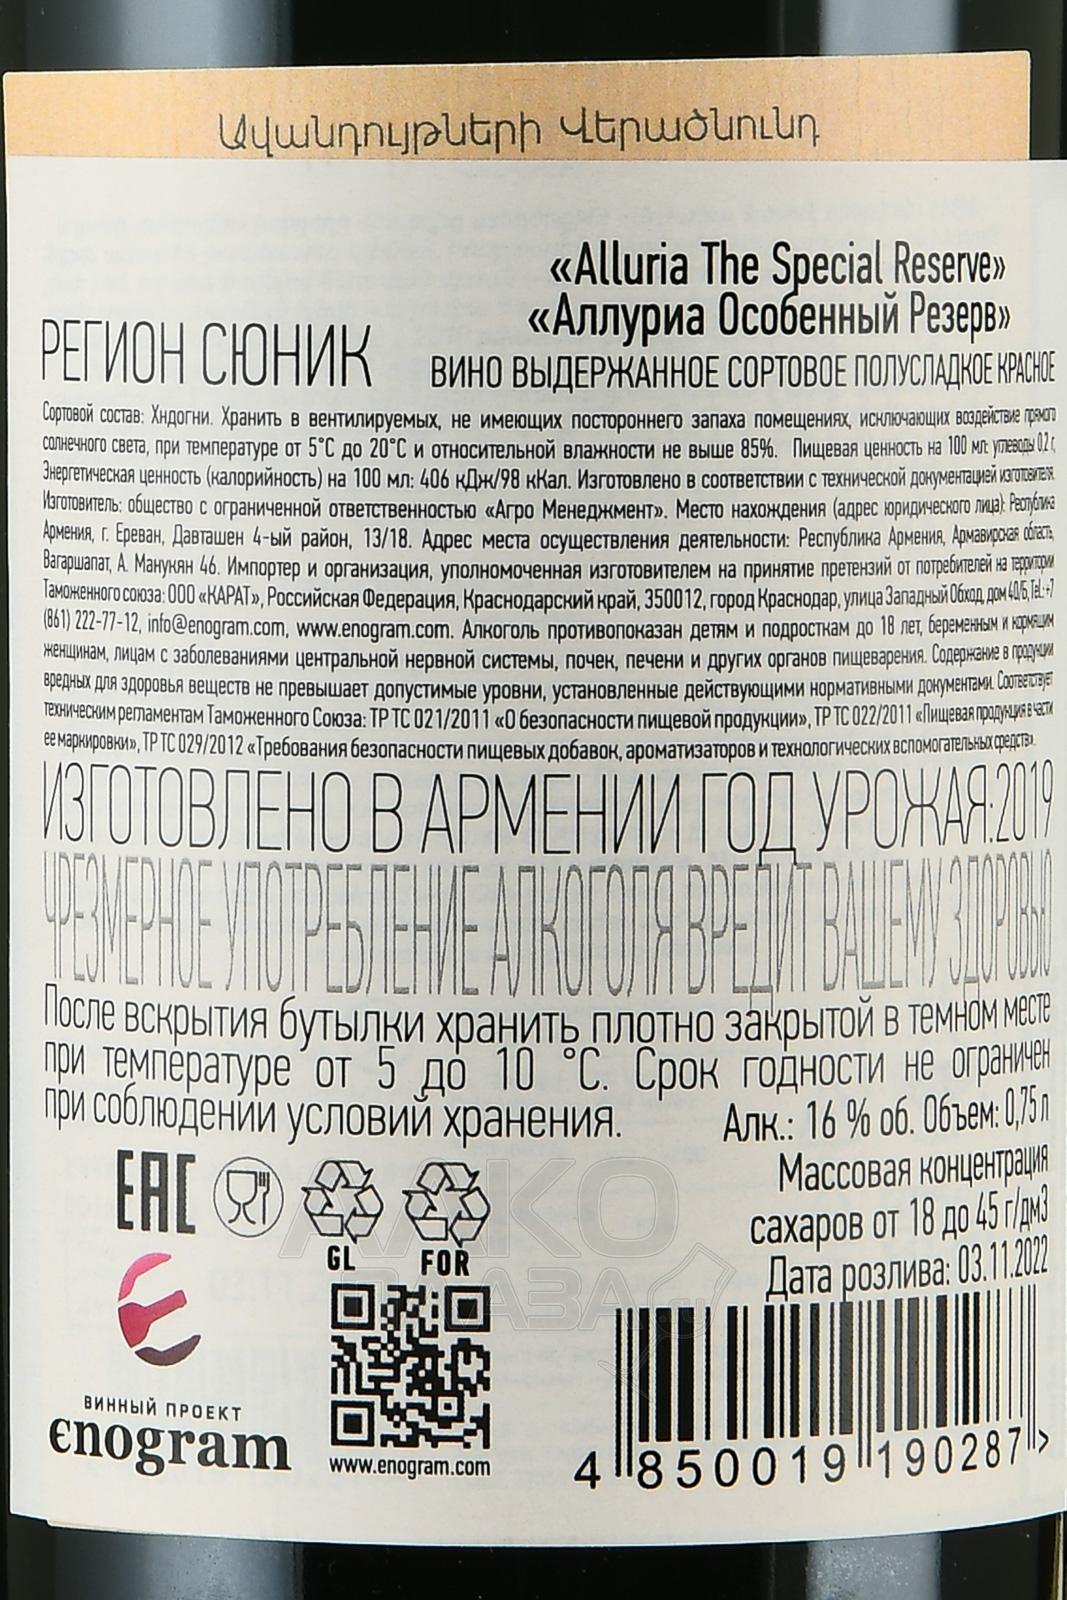 Ավանդույթների Վերածնունդ
«Alluria The Special Reserve»
«Аллуриа Особенный Резерв»
РЕГИОН СЮНИК
ВИНО ВЫДЕРЖАННОЕ СОРТОВОЕ ПОЛУСЛАДКОЕ КРАСНОЕ
Сортовой состав: Хндогни. Хранить в вентилируемых, не имеющих постороннего запаха помещениях, исключающих воздействие прямого
солнечного света, при температуре от 5°С до 20°С и относительной влажности не выше 85%. Пищевая ценность на 100 мл: углеводы 0,2 г,
Энергетическая ценность (калорийность) на 100 мл: 406 кДж/98 кКал. Изготовлено в соответствии с технической документацией изготовителя.
Изготовитель: общество с ограниченной ответственностью «Агро Менеджмент». Место нахождения (адрес юридического лица): Республика
Армения, г. Ереван, Давташен 4-ый район, 13/18. Адрес места осуществления деятельности: Республика Армения, Армавирская область,
Вагаршапат, А. Манукян 46. Импортер и организация, уполномоченная изготовителем на принятие претензий от потребителей на территории
Таможенного союза: ООО «КАРАТ», Российская Федерация, Краснодарский край, 350012, город Краснодар, улица Западный Обход, дом 40/Б, Tel.: +7
(861) 222-77-12, info@enogram.com, www.enogram.com. Алкоголь противопоказан детям и подросткам до 18 лет, беременным и кормящим
женщинам, лицам с заболеваниями центральной нервной системы, почек, печени и других органов пищеварения. Содержание в продукции
вредных для здоровья веществ не превышает допустимые уровни, установленные действующими нормативными документами. Соответствует
техническим регламентам Таможенного Союза: ТР ТС 021/2011 «О безопасности пищевой продукции», ТР ТС 022/2011 «Пищевая продукция в части
ее маркировки», ТР ТС 029/2012 «Требования безопасности пищевых добавок, ароматизаторов и технологических вспомогательных средств».
ИЗГОТОВЛЕНО В АРМЕНИИ ГОД УРОЖАЯ:2019
ЧРЕЗМЕРНОЕ УПОТРЕБЛЕНИЕ АЛКОГОЛЯ ВРЕДИТ ВАШЕМУ ЗДОРОВЬЮ
После вскрытия бутылки хранить плотно закрытой в темном месте
при температуре от 5 до 10 °С. Срок годности не ограничен
при соблюдении условий хранения.
Алк.: 16 % об. Объем: 0,75 л
Массовая концентрация
сахаров от 18 до 45 г/дм3
Дата розлива: 03.11.2022
EAC
GL
FOR
ВИННЫЙ ПРОЕКТ
enogram
www.enogram.com
4 850019 190287 >
АЛКО
ПЛАЗА.ru